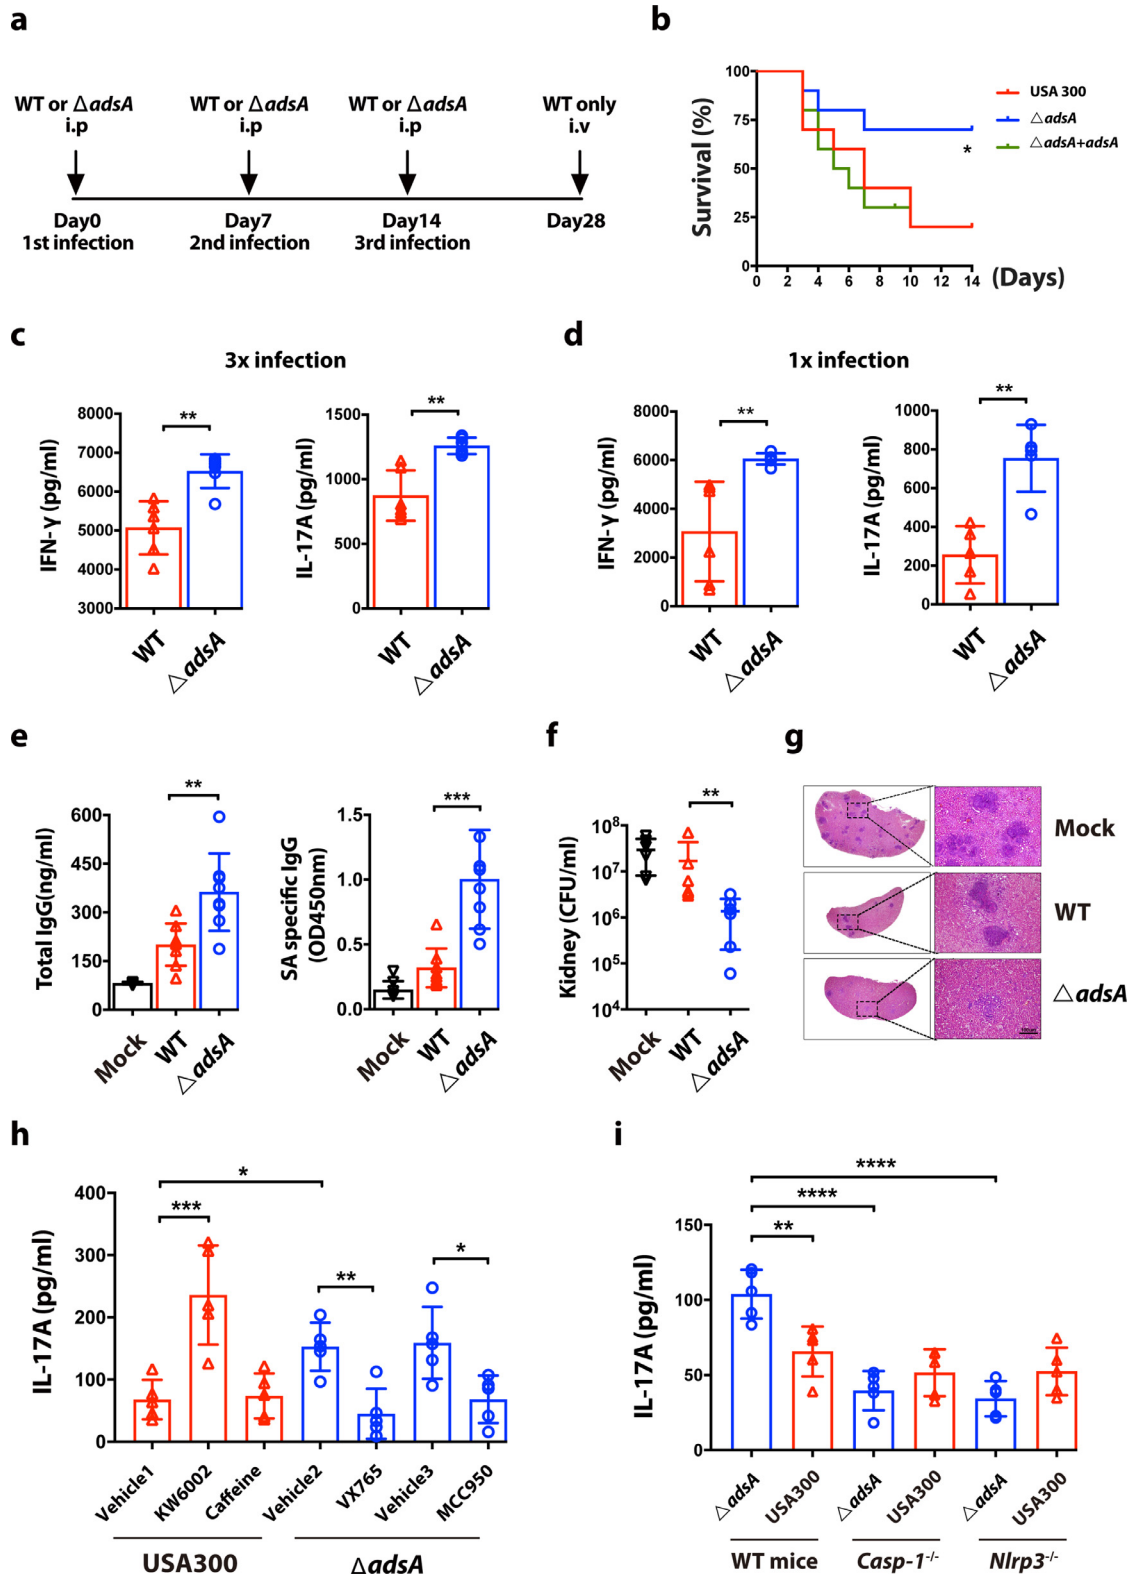 a
WT or △adsA
i.p
WT or △adsA
i.p
WT or △adsA
i.p
WT only
i.v
Day0
1st infection
Day7
2nd infection
Day14
3rd infection
Day28
b
Survival (%)
100
75
50
25
0
0 2 4 6 8 10 12 14
(Days)
*
USA 300
△adsA
△adsA+adsA
c
3x infection
IFN- γ (pg/ml)
8000
7000
6000
5000
4000
3000
**
WT
△adsA
IL-17A (pg/ml)
1500
1000
500
0
**
WT
△adsA
d
1x infection
IFN- γ (pg/ml)
8000
6000
4000
2000
0
**
WT
△adsA
IL-17A (pg/ml)
1000
800
600
400
200
0
**
WT
△adsA
e
Total IgG(ng/ml)
600
450
300
150
0
**
Mock
WT
△adsA
SA specific IgG
(OD450nm)
1.5
1.0
0.5
0.0
***
Mock
WT
△adsA
f
Kidney (CFU/ml)
10⁸
10⁷
10⁶
10⁵
10⁴
**
Mock
WT
△adsA
g
Mock
WT
△adsA
h
IL-17A (pg/ml)
400
300
200
100
0
*
***
**
*
Vehicle1
KW6002
Caffeine
Vehicle2
VX765
Vehicle3
MCC950
USA300
△adsA
i
IL-17A (pg/ml)
150
100
50
0
****
****
**
△adsA
USA300
△adsA
USA300
△adsA
USA300
WT mice
Casp-1⁻/⁻
Nlrp3⁻/⁻